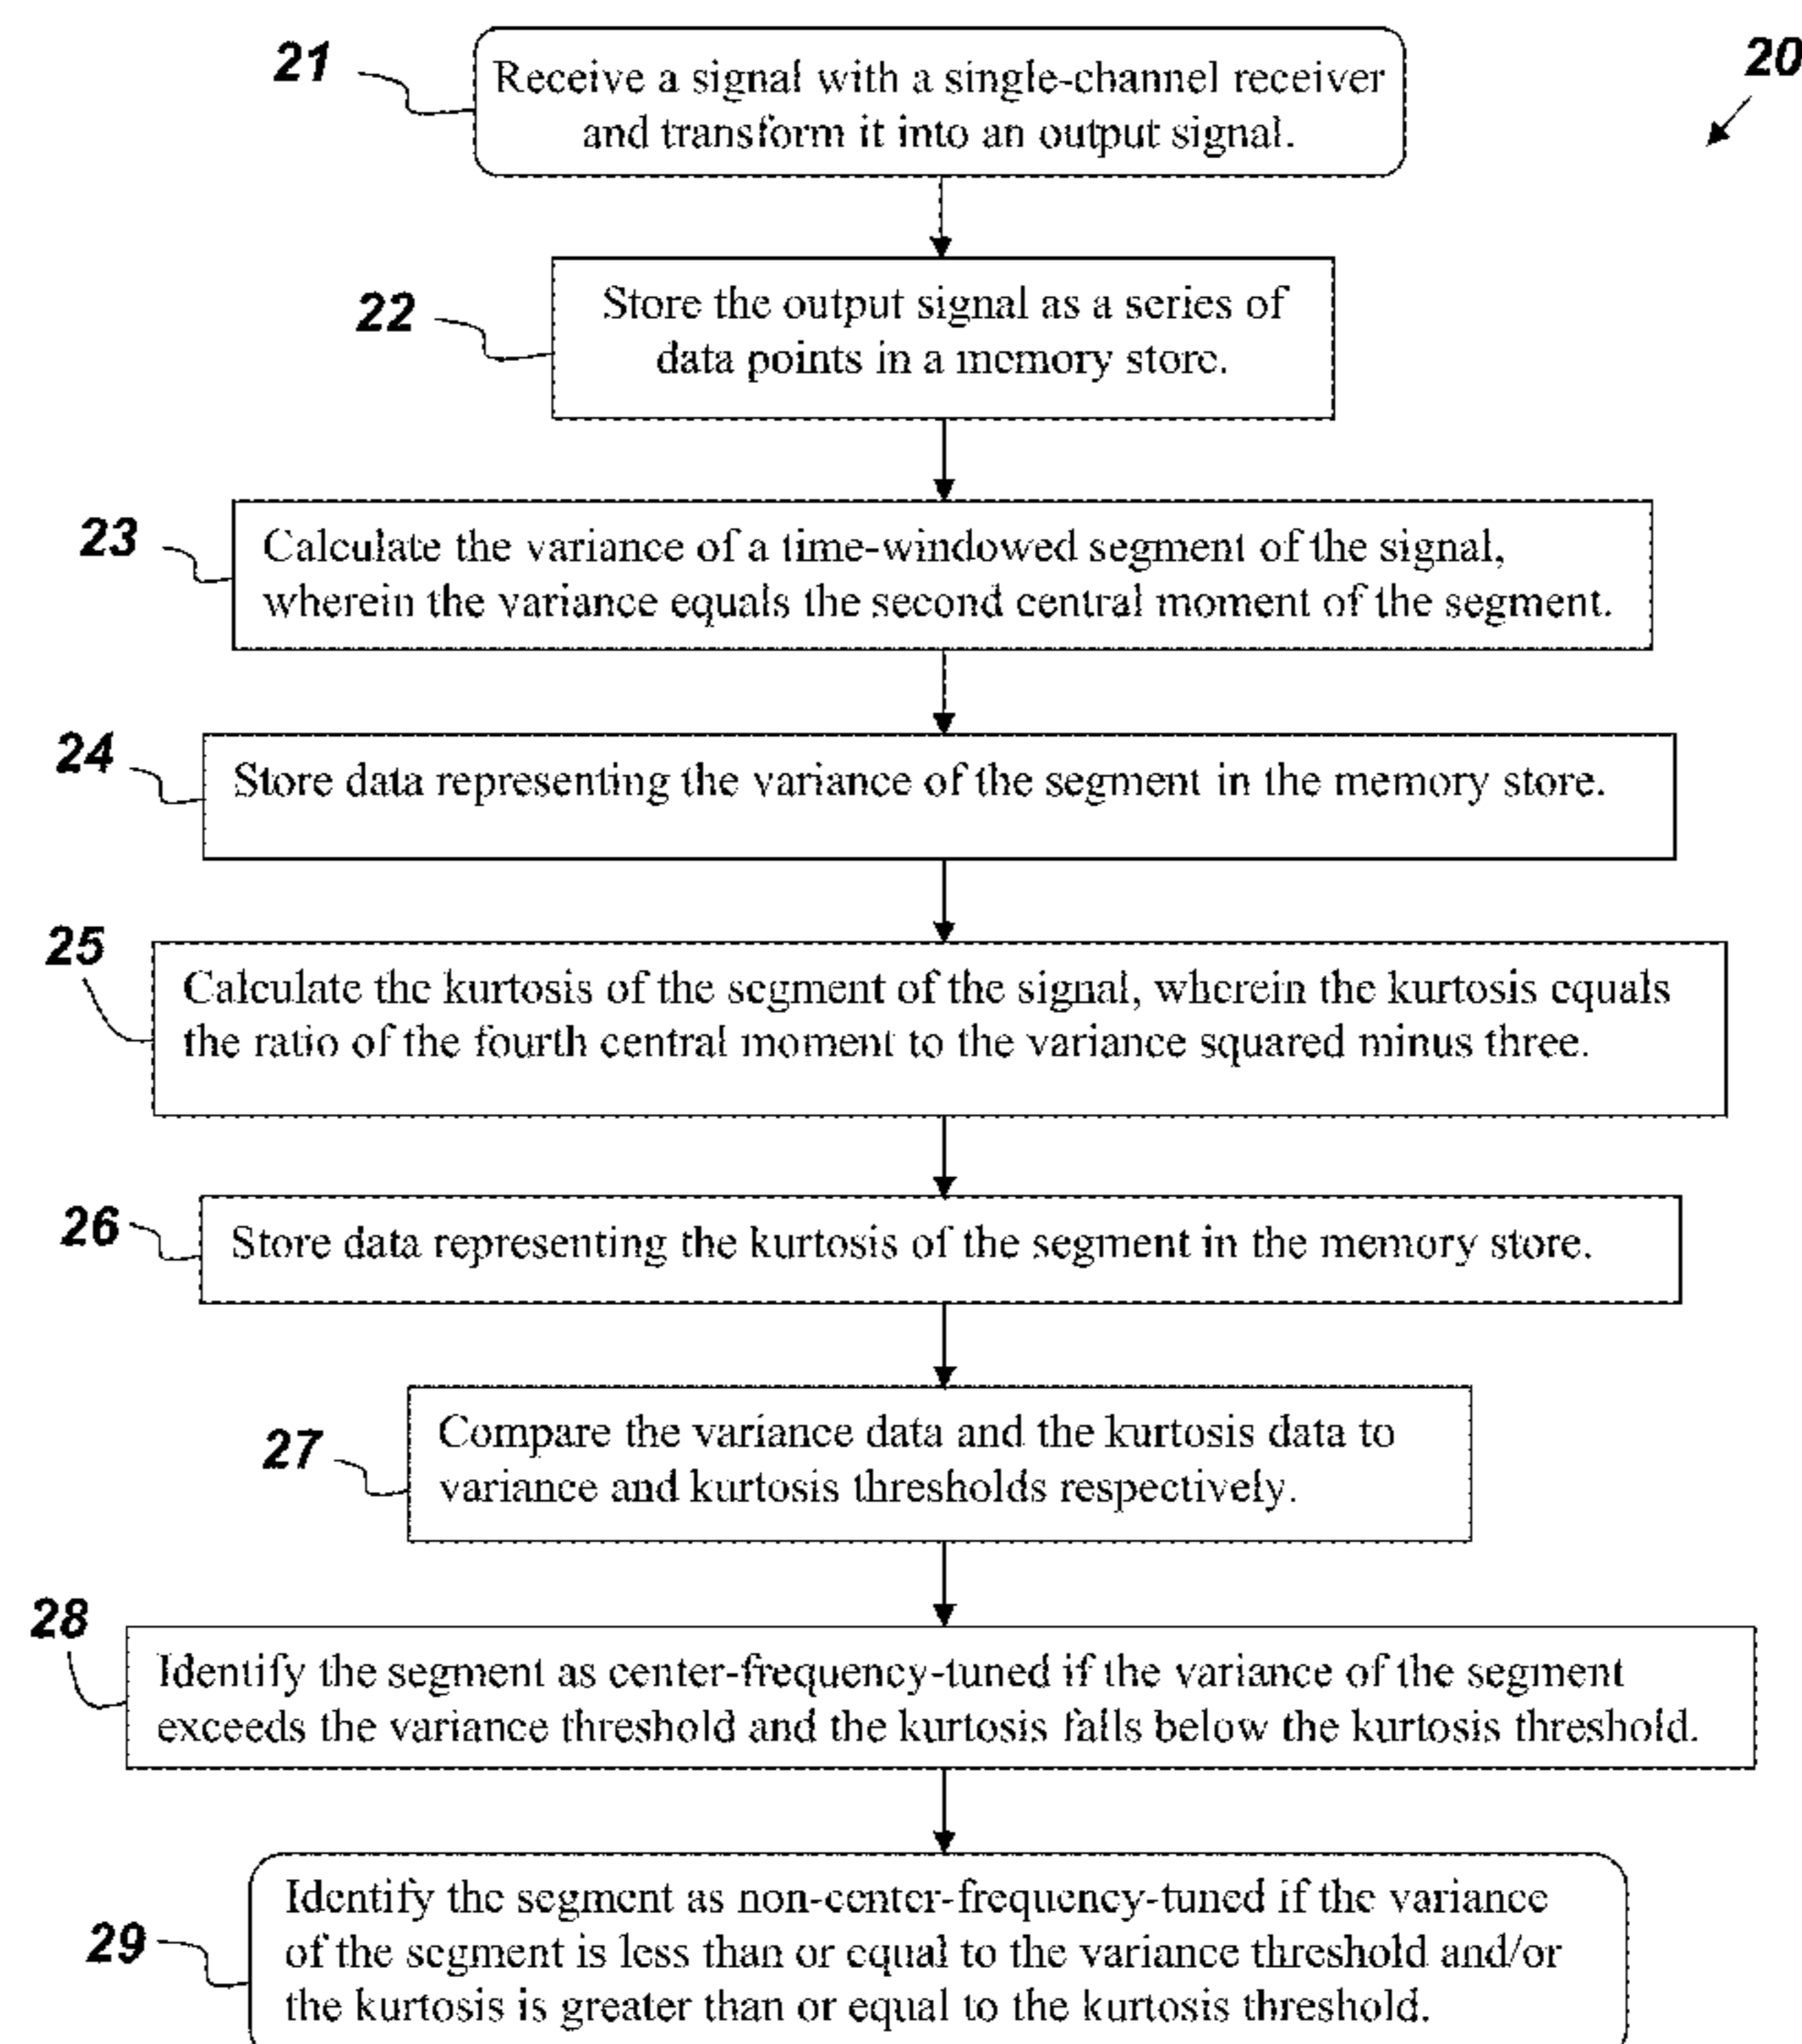 21
Receive a signal with a single-channel receiver
and transform it into an output signal.
20
22
Store the output signal as a series of
data points in a memory store.
23
Calculate the variance of a time-windowed segment of the signal,
wherein the variance equals the second central moment of the segment.
24
Store data representing the variance of the segment in the memory store.
25
Calculate the kurtosis of the segment of the signal, wherein the kurtosis equals
the ratio of the fourth central moment to the variance squared minus three.
26
Store data representing the kurtosis of the segment in the memory store.
27
Compare the variance data and the kurtosis data to
variance and kurtosis thresholds respectively.
28
Identify the segment as center-frequency-tuned if the variance of the segment
exceeds the variance threshold and the kurtosis falls below the kurtosis threshold.
29
Identify the segment as non-center-frequency-tuned if the variance
of the segment is less than or equal to the variance threshold and/or
the kurtosis is greater than or equal to the kurtosis threshold.